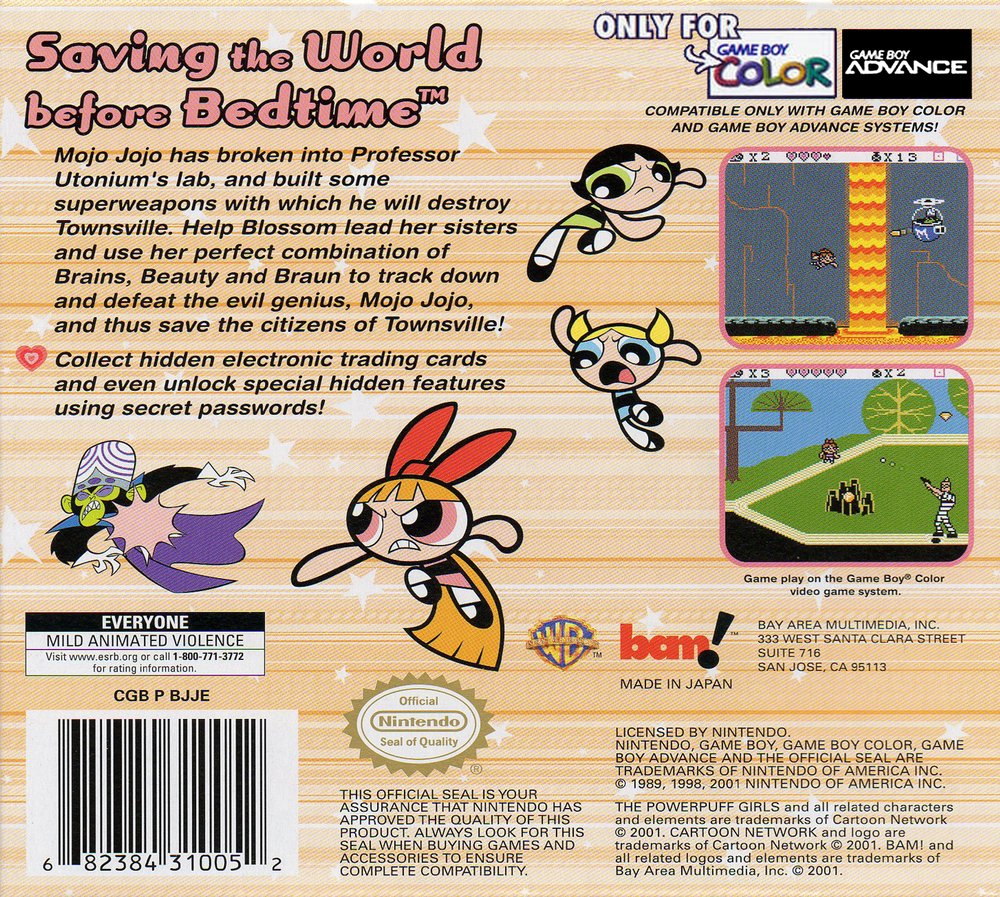 Saving the World
before Bedtime™
ONLY FOR
GAME BOY
COLOR
GAME BOY
ADVANCE
COMPATIBLE ONLY WITH GAME BOY COLOR
AND GAME BOY ADVANCE SYSTEMS!
Mojo Jojo has broken into Professor
Utonium's lab, and built some
superweapons with which he will destroy
Townsville. Help Blossom lead her sisters
and use her perfect combination of
Brains, Beauty and Braun to track down
and defeat the evil genius, Mojo Jojo,
and thus save the citizens of Townsville!
Collect hidden electronic trading cards
and even unlock special hidden features
using secret passwords!
X 2
X 13
M
X 3
X 2
Game play on the Game Boy® Color
video game system.
EVERYONE
MILD ANIMATED VIOLENCE
Visit www.esrb.org or call 1-800-771-3772
for rating information.
CGB P BJJE
6 82384 31005 2
Official
Nintendo
Seal of Quality
®
THIS OFFICIAL SEAL IS YOUR
ASSURANCE THAT NINTENDO HAS
APPROVED THE QUALITY OF THIS
PRODUCT. ALWAYS LOOK FOR THIS
SEAL WHEN BUYING GAMES AND
ACCESSORIES TO ENSURE
COMPLETE COMPATIBILITY.
WB
TM
bam!™
MADE IN JAPAN
BAY AREA MULTIMEDIA, INC.
333 WEST SANTA CLARA STREET
SUITE 716
SAN JOSE, CA 95113
LICENSED BY NINTENDO.
NINTENDO, GAME BOY, GAME BOY COLOR, GAME
BOY ADVANCE AND THE OFFICIAL SEAL ARE
TRADEMARKS OF NINTENDO OF AMERICA INC.
© 1989, 1998, 2001 NINTENDO OF AMERICA INC.
THE POWERPUFF GIRLS and all related characters
and elements are trademarks of Cartoon Network
© 2001. CARTOON NETWORK and logo are
trademarks of Cartoon Network © 2001. BAM! and
all related logos and elements are trademarks of
Bay Area Multimedia, Inc. © 2001.